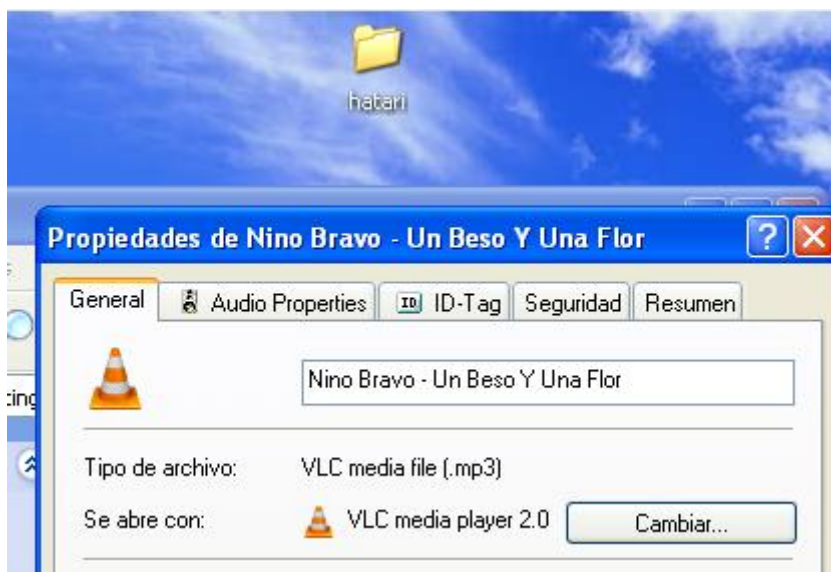 hatari
Propiedades de Nino Bravo - Un Beso Y Una Flor
General Audio Properties ID ID-Tag Seguridad Resumen
Nino Bravo - Un Beso Y Una Flor
Tipo de archivo: VLC media file (.mp3)
Se abre con: VLC media player 2.0 Cambiar...